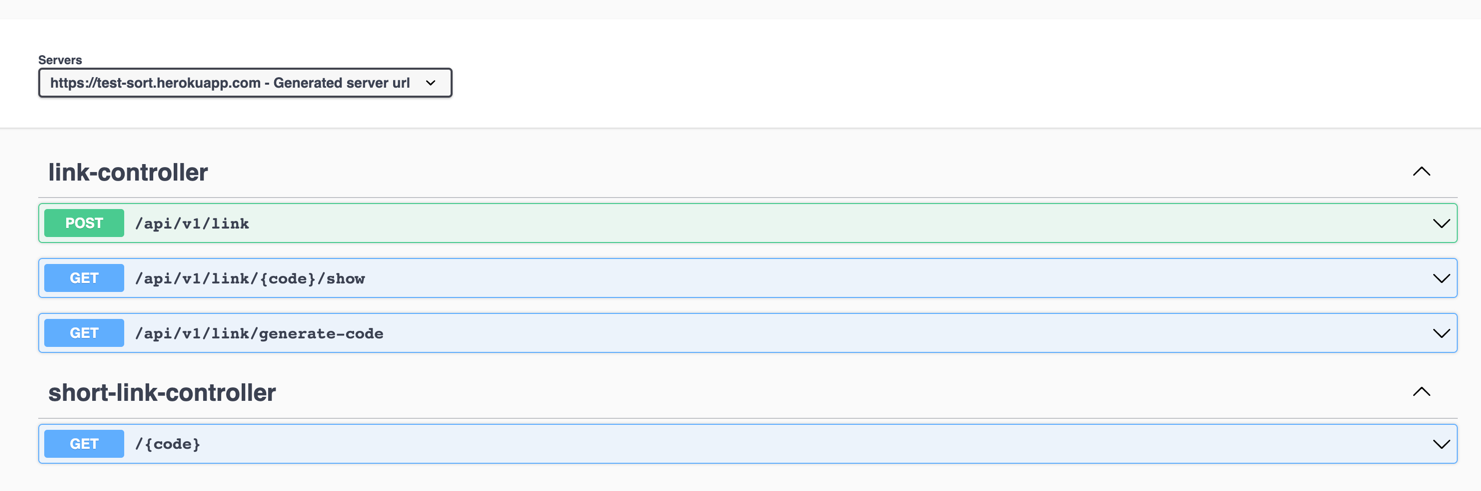 Servers
https://test-sort.herokuapp.com - Generated server url
link-controller
POST /api/v1/link
GET /api/v1/link/{code}/show
GET /api/v1/link/generate-code
short-link-controller
GET /{code}